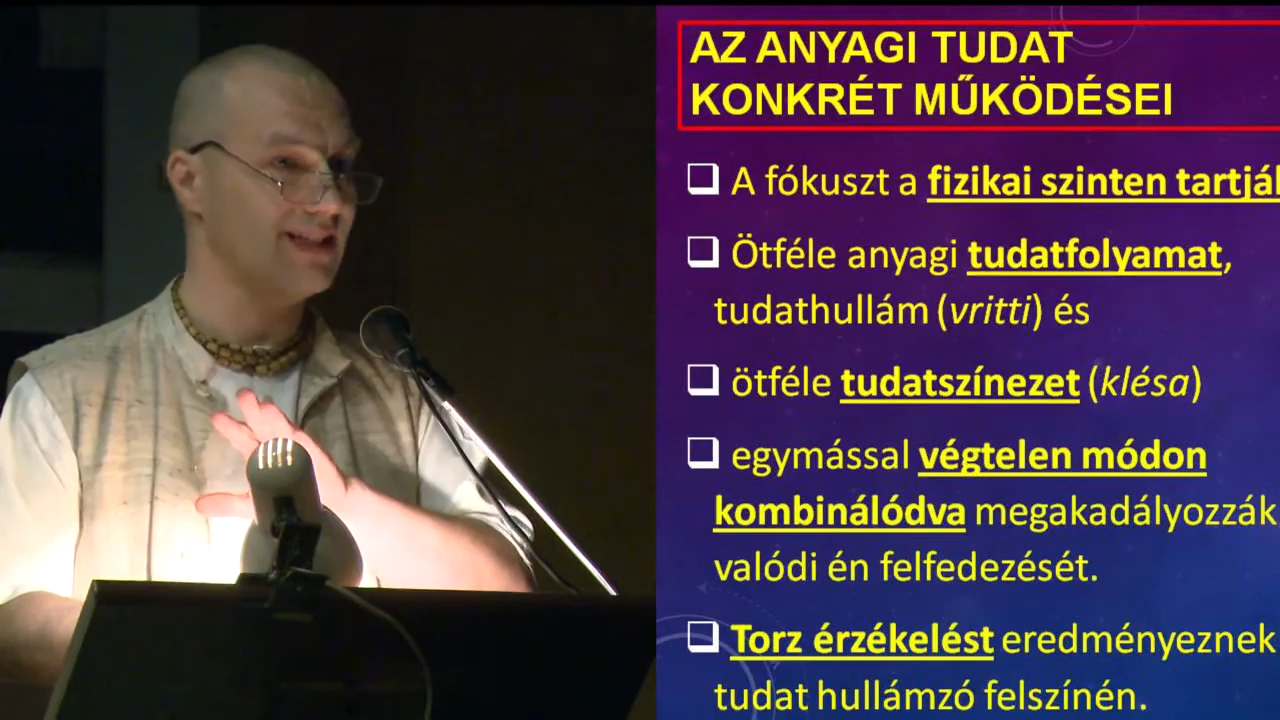 AZ ANYAGI TUDAT
KONKRÉT MŰKÖDÉSEI
A fókuszt a fizikai szinten tartják
Ötféle anyagi tudatfolyamat,
tudathullám (vritti) és
ötféle tudatszínezet (klésa)
egymással végtelen módon
kombinálódva megakadályozzák
valódi én felfedezését.
Torz érzékelést eredményeznek
tudat hullámzó felszínén.